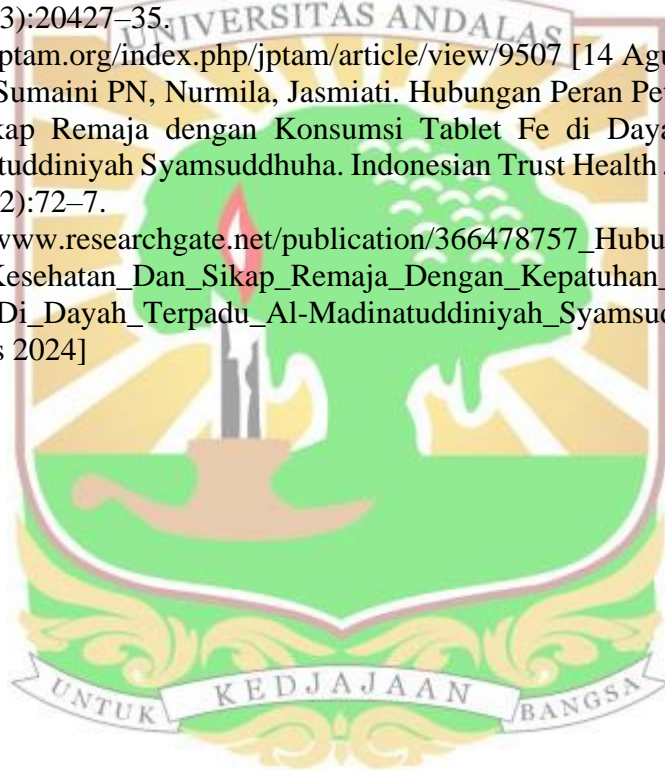 3):20427–35.
UNIVERSITAS ANDALAS
ptam.org/index.php/jptam/article/view/9507 [14 Agu
Sumaini PN, Nurmila, Jasmiati. Hubungan Peran Pe
kap Remaja dengan Konsumsi Tablet Fe di Daya
tuddiniyah Syamsuddhuha. Indonesian Trust Health
2):72–7.
www.researchgate.net/publication/366478757_Hubu
Kesehatan_Dan_Sikap_Remaja_Dengan_Kepatuhan_
Di_Dayah_Terpadu_Al-Madinatuddiniyah_Syamsud
s 2024]
UNTUK KEDJAJAAN BANGSA